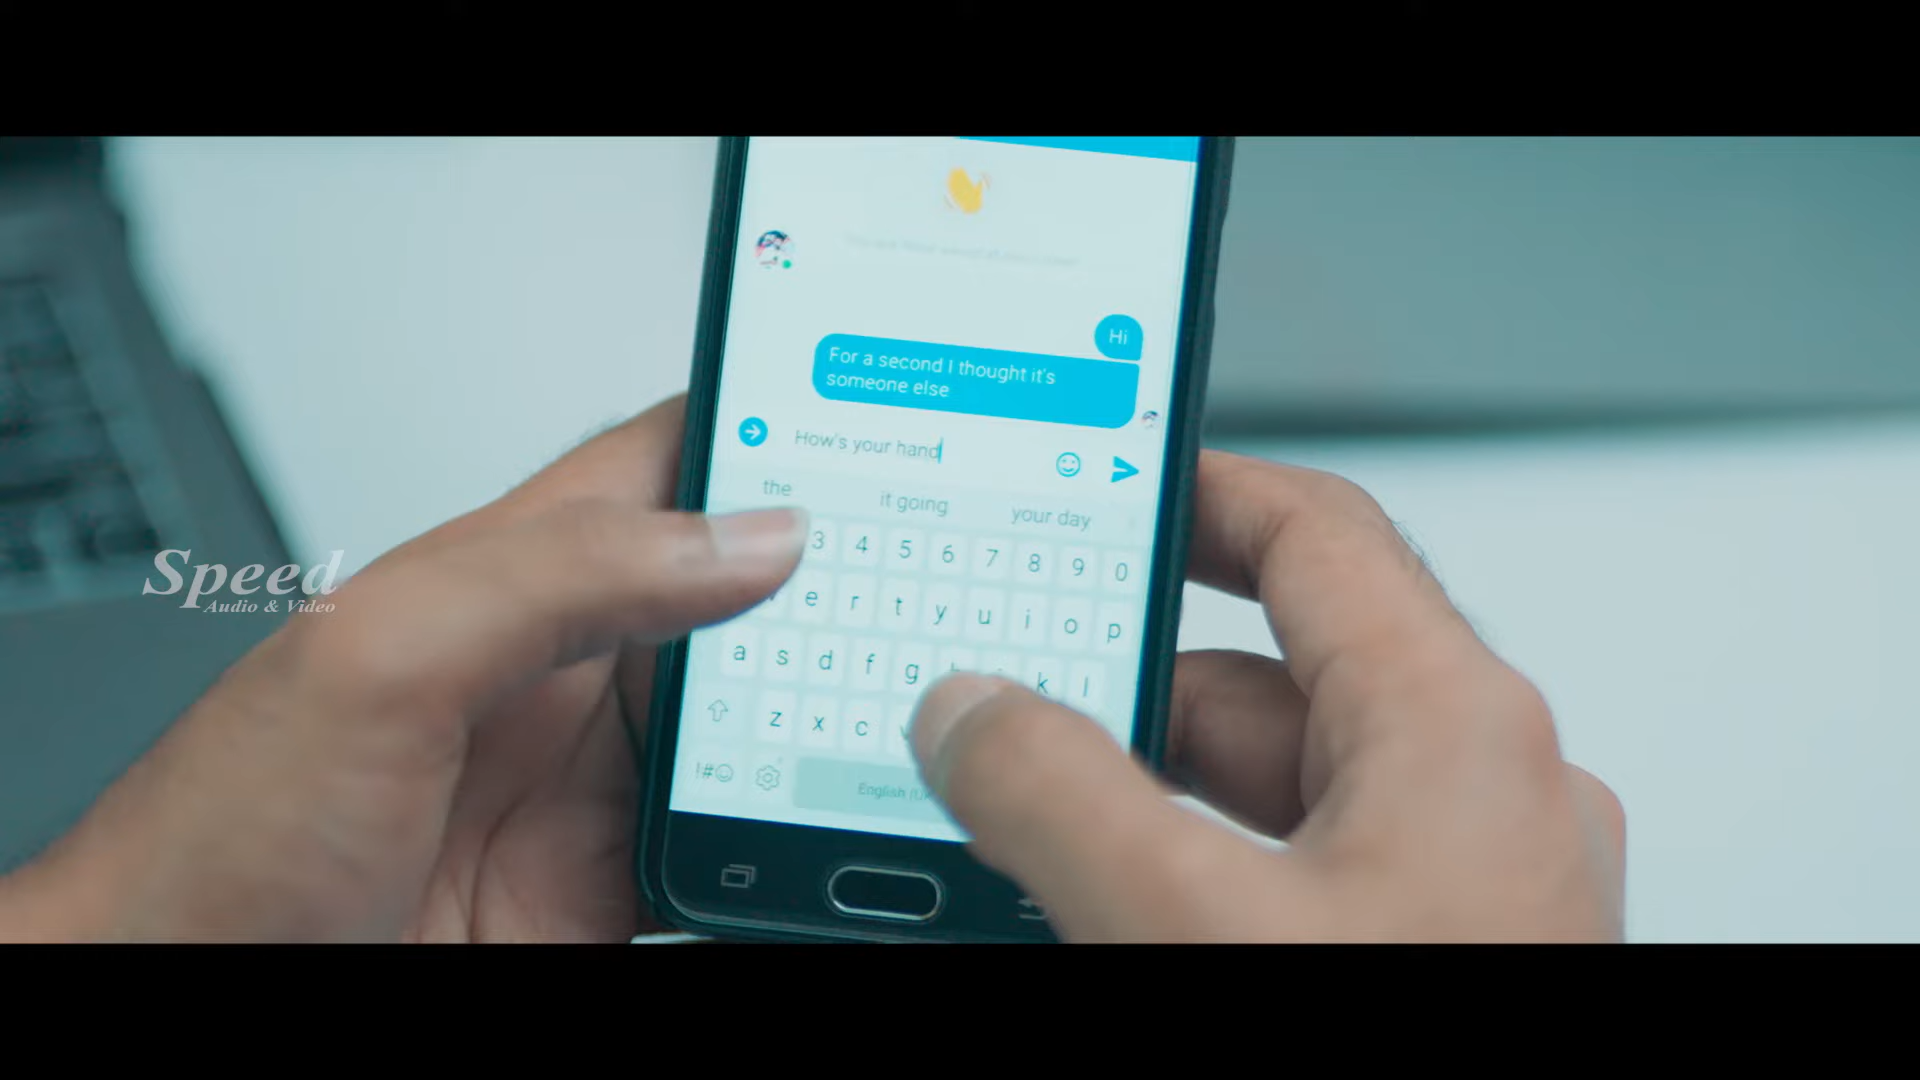 Hi
For a second I thought it's
someone else
How's your hand
the it going your day
3 4 5 6 7 8 9 0
e r t y u i o p
a s d f g k l
z x c
!#☺
English
Speed
Audio & Video